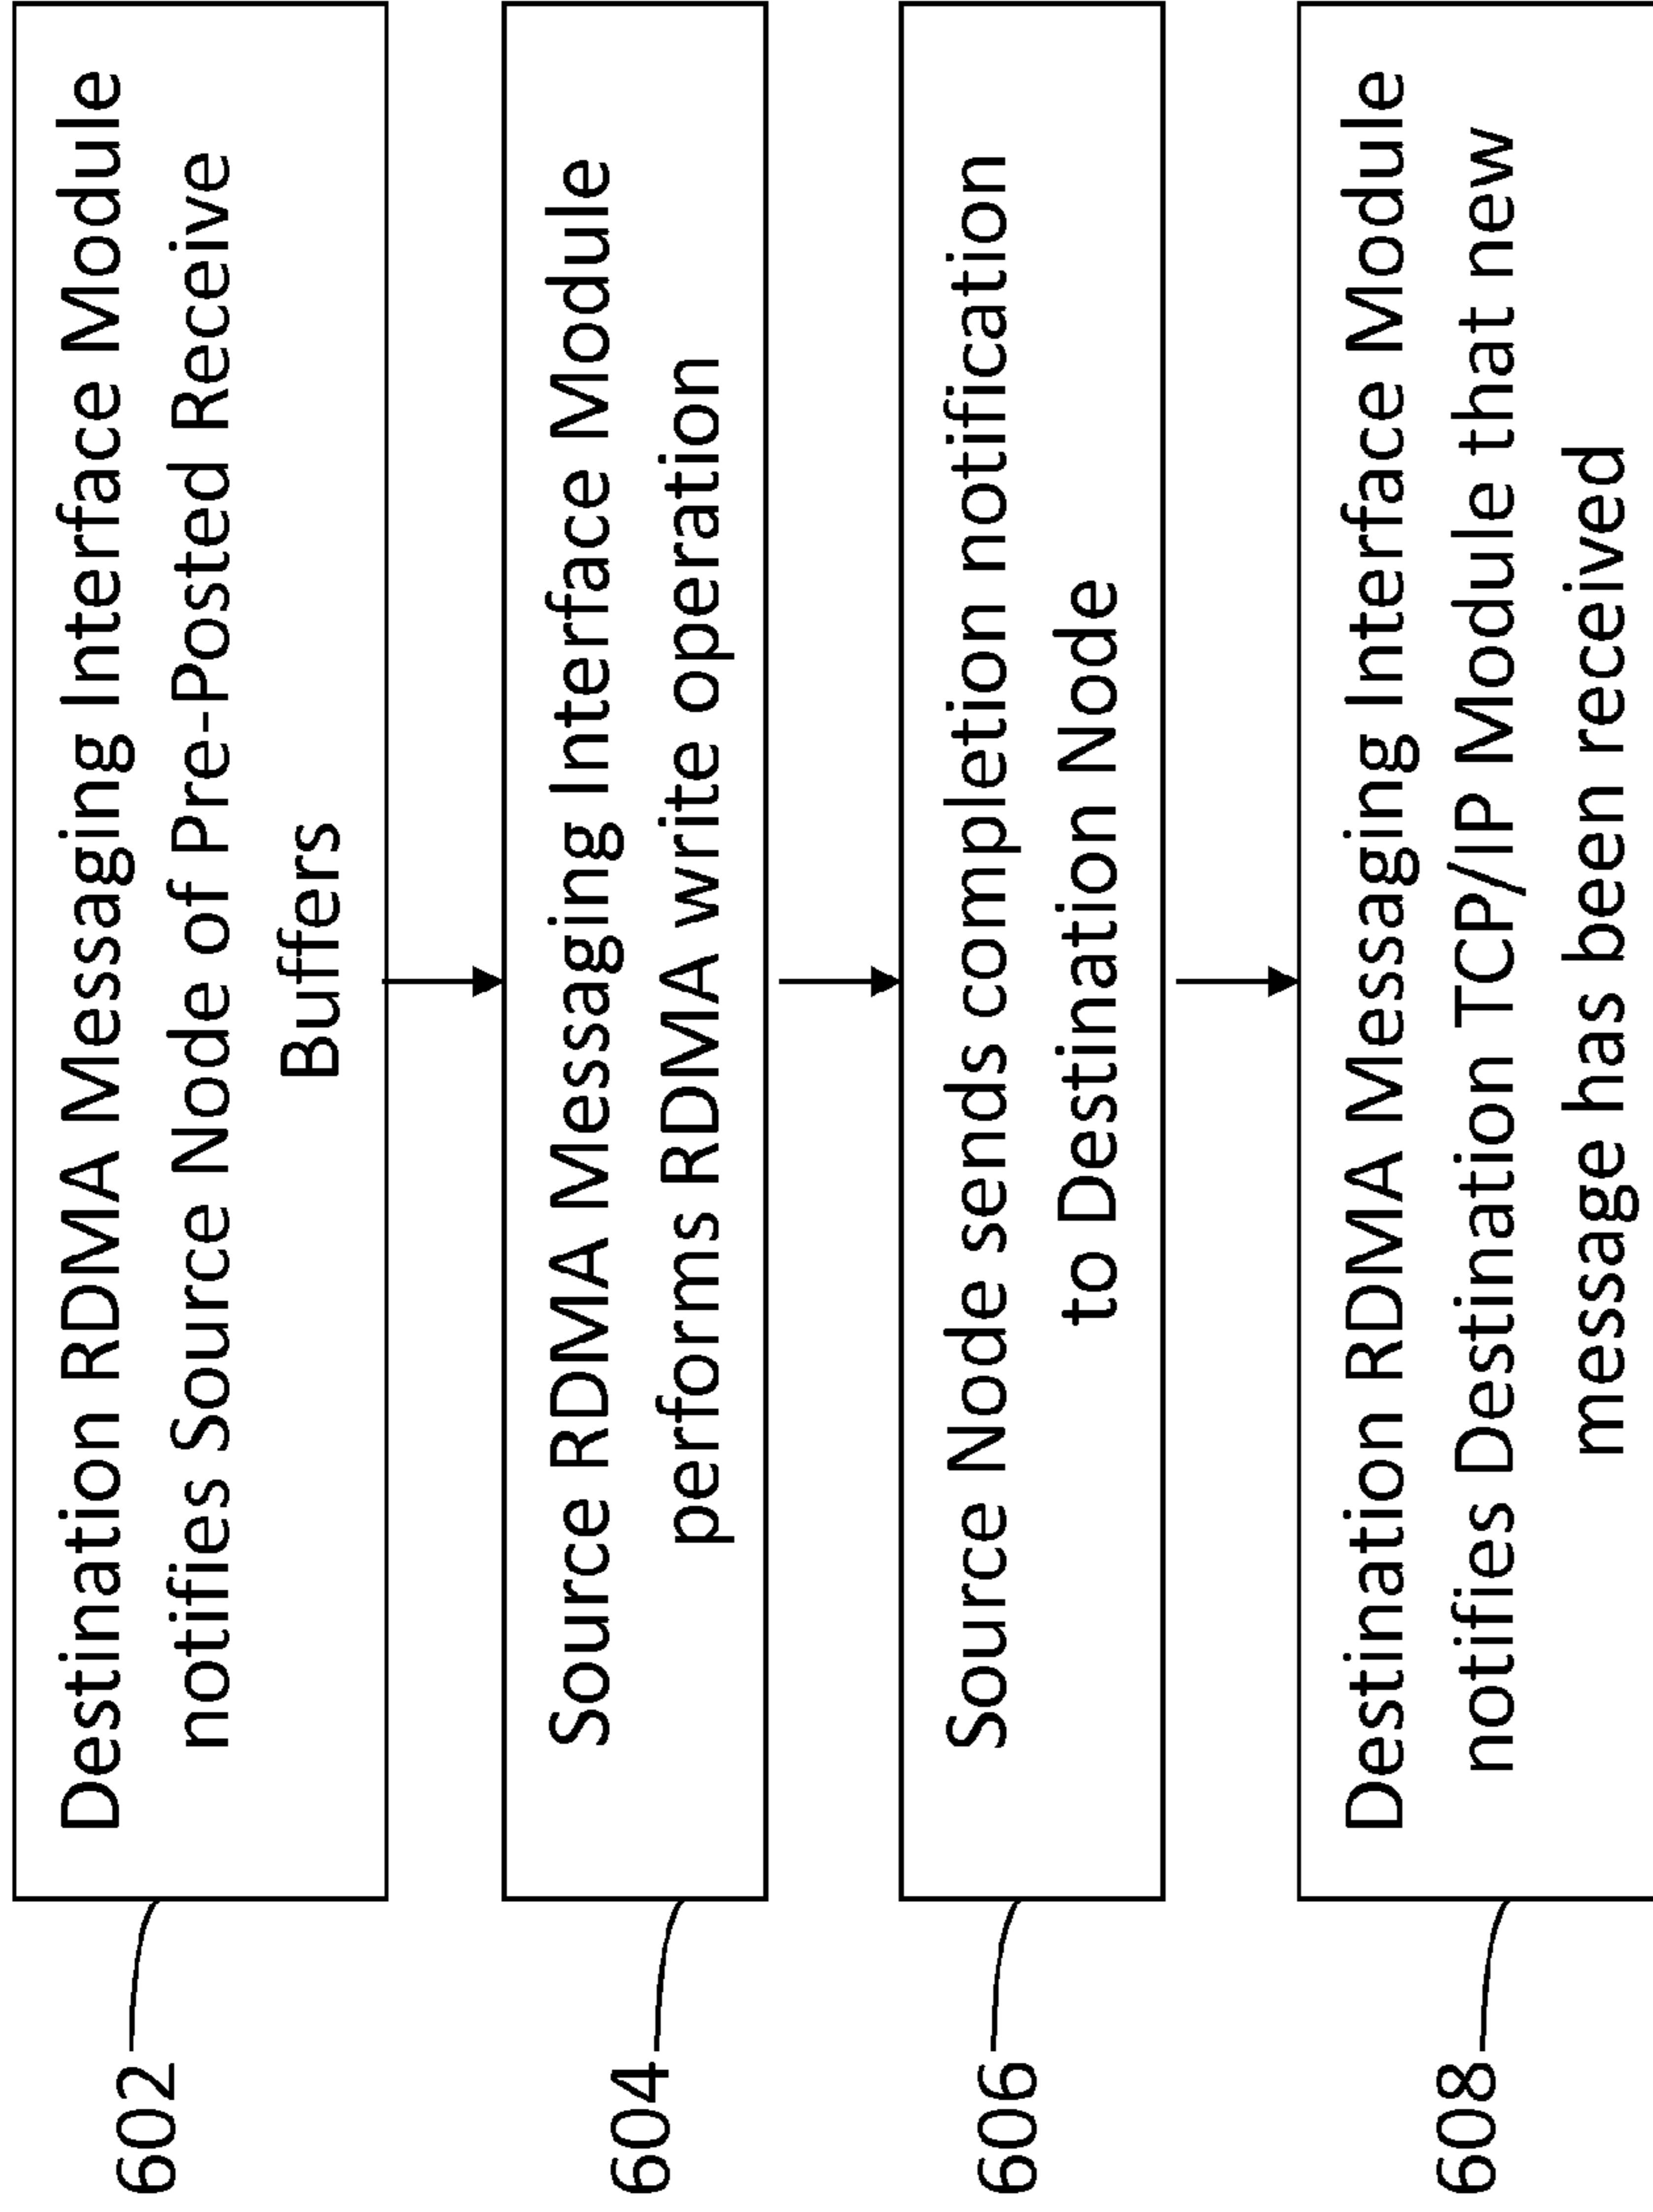 602
Destination RDMA Messaging Interface Module
notifies Source Node of Pre-Posted Receive
Buffers
604
Source RDMA Messaging Interface Module
performs RDMA write operation
606
Source Node sends completion notification
to Destination Node
608
Destination RDMA Messaging Interface Module
notifies Destination TCP/IP Module that new
message has been received